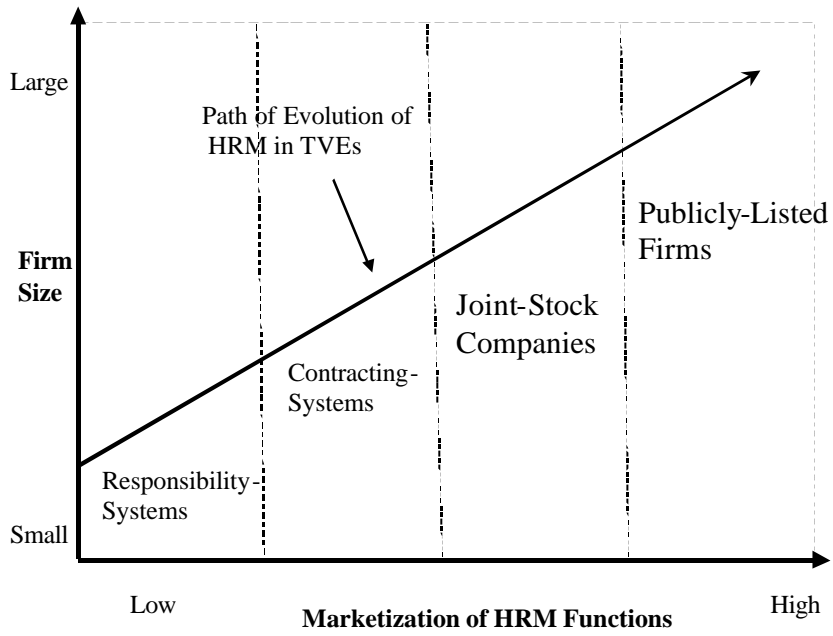 Large
Path of Evolution of
HRM in TVEs
Publicly-Listed
Firms
Firm
Size
Joint-Stock
Companies
Contracting-
Systems
Responsibility-
Systems
Small
Low
High
Marketization of HRM Functions